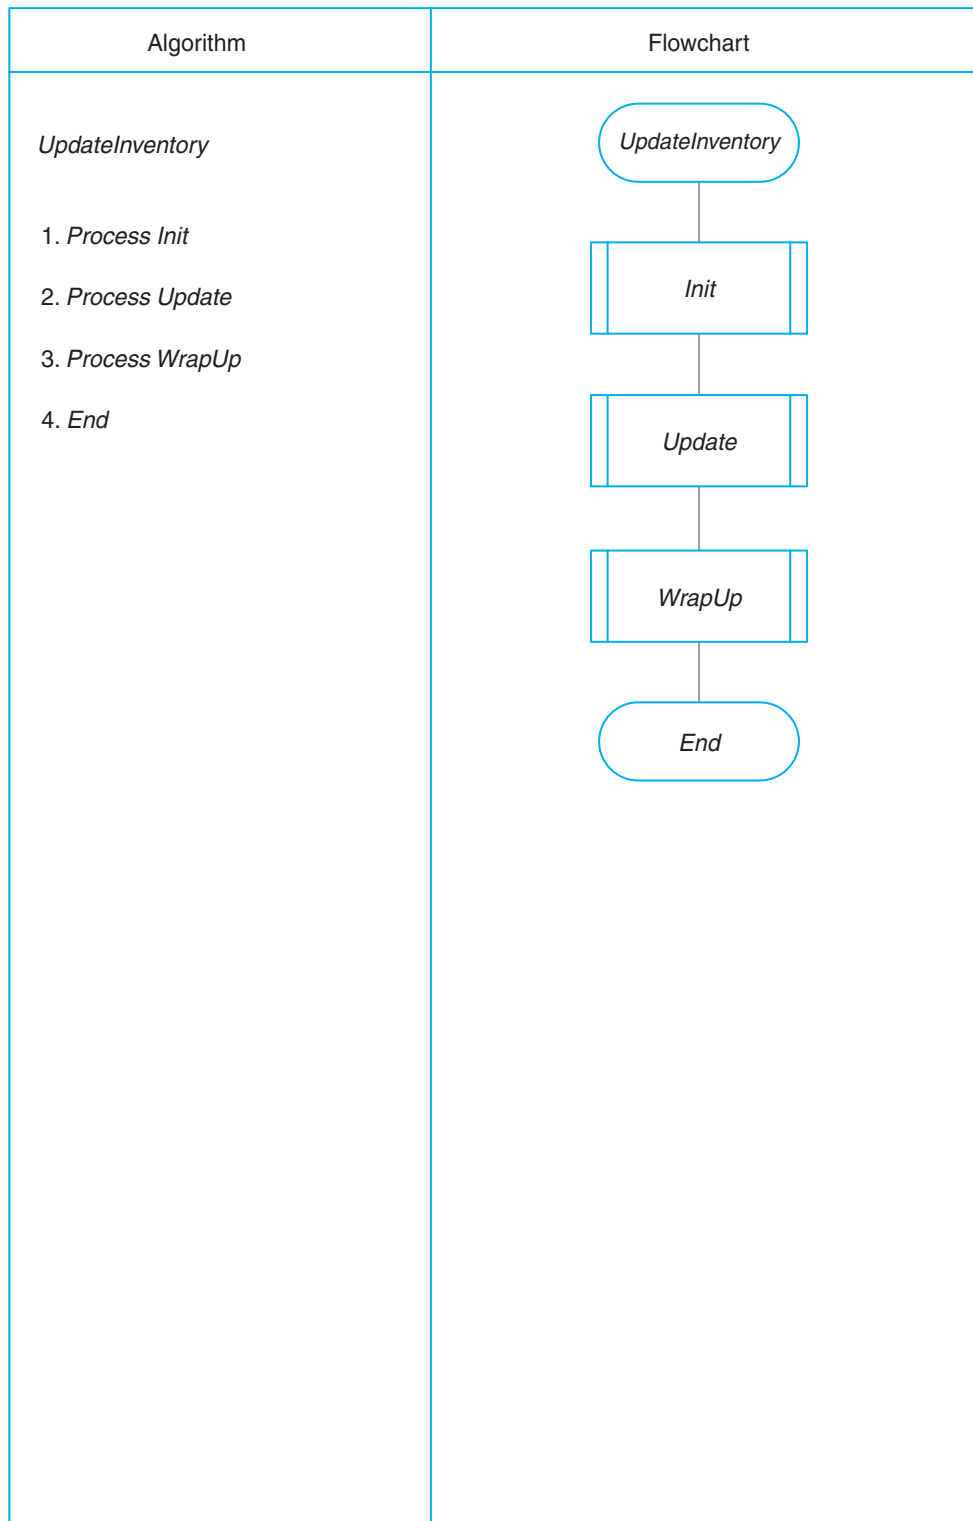 Algorithm
Flowchart
UpdateInventory
1. Process Init
2. Process Update
3. Process WrapUp
4. End
UpdateInventory
Init
Update
WrapUp
End